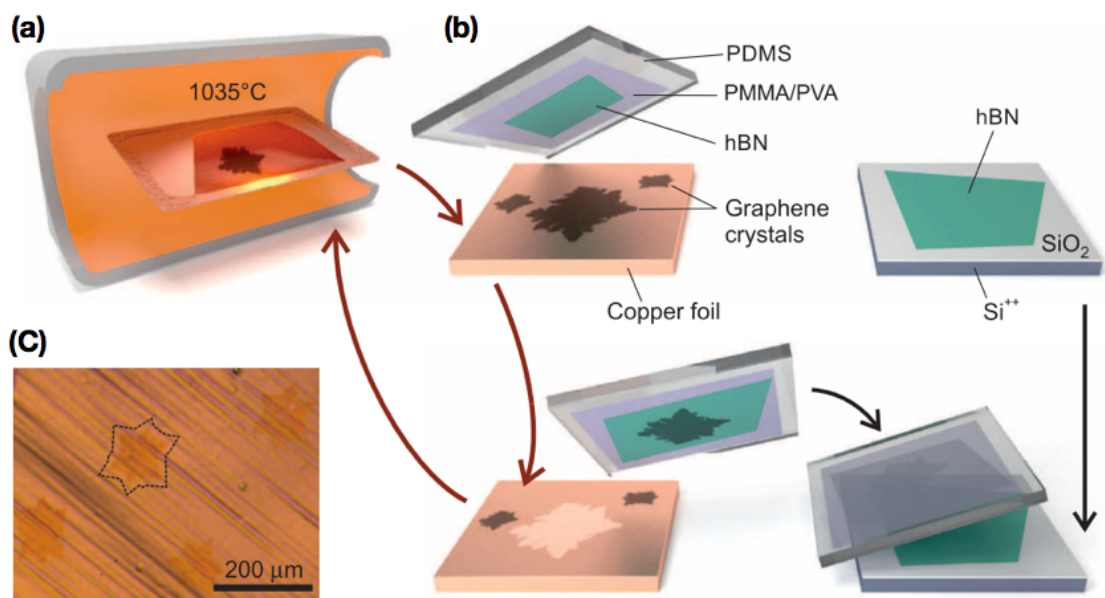 (a)
1035°C
(b)
PDMS
PMMA/PVA
hBN
Graphene
crystals
Copper foil
hBN
SiO₂
Si⁺⁺
(C)
200 μm